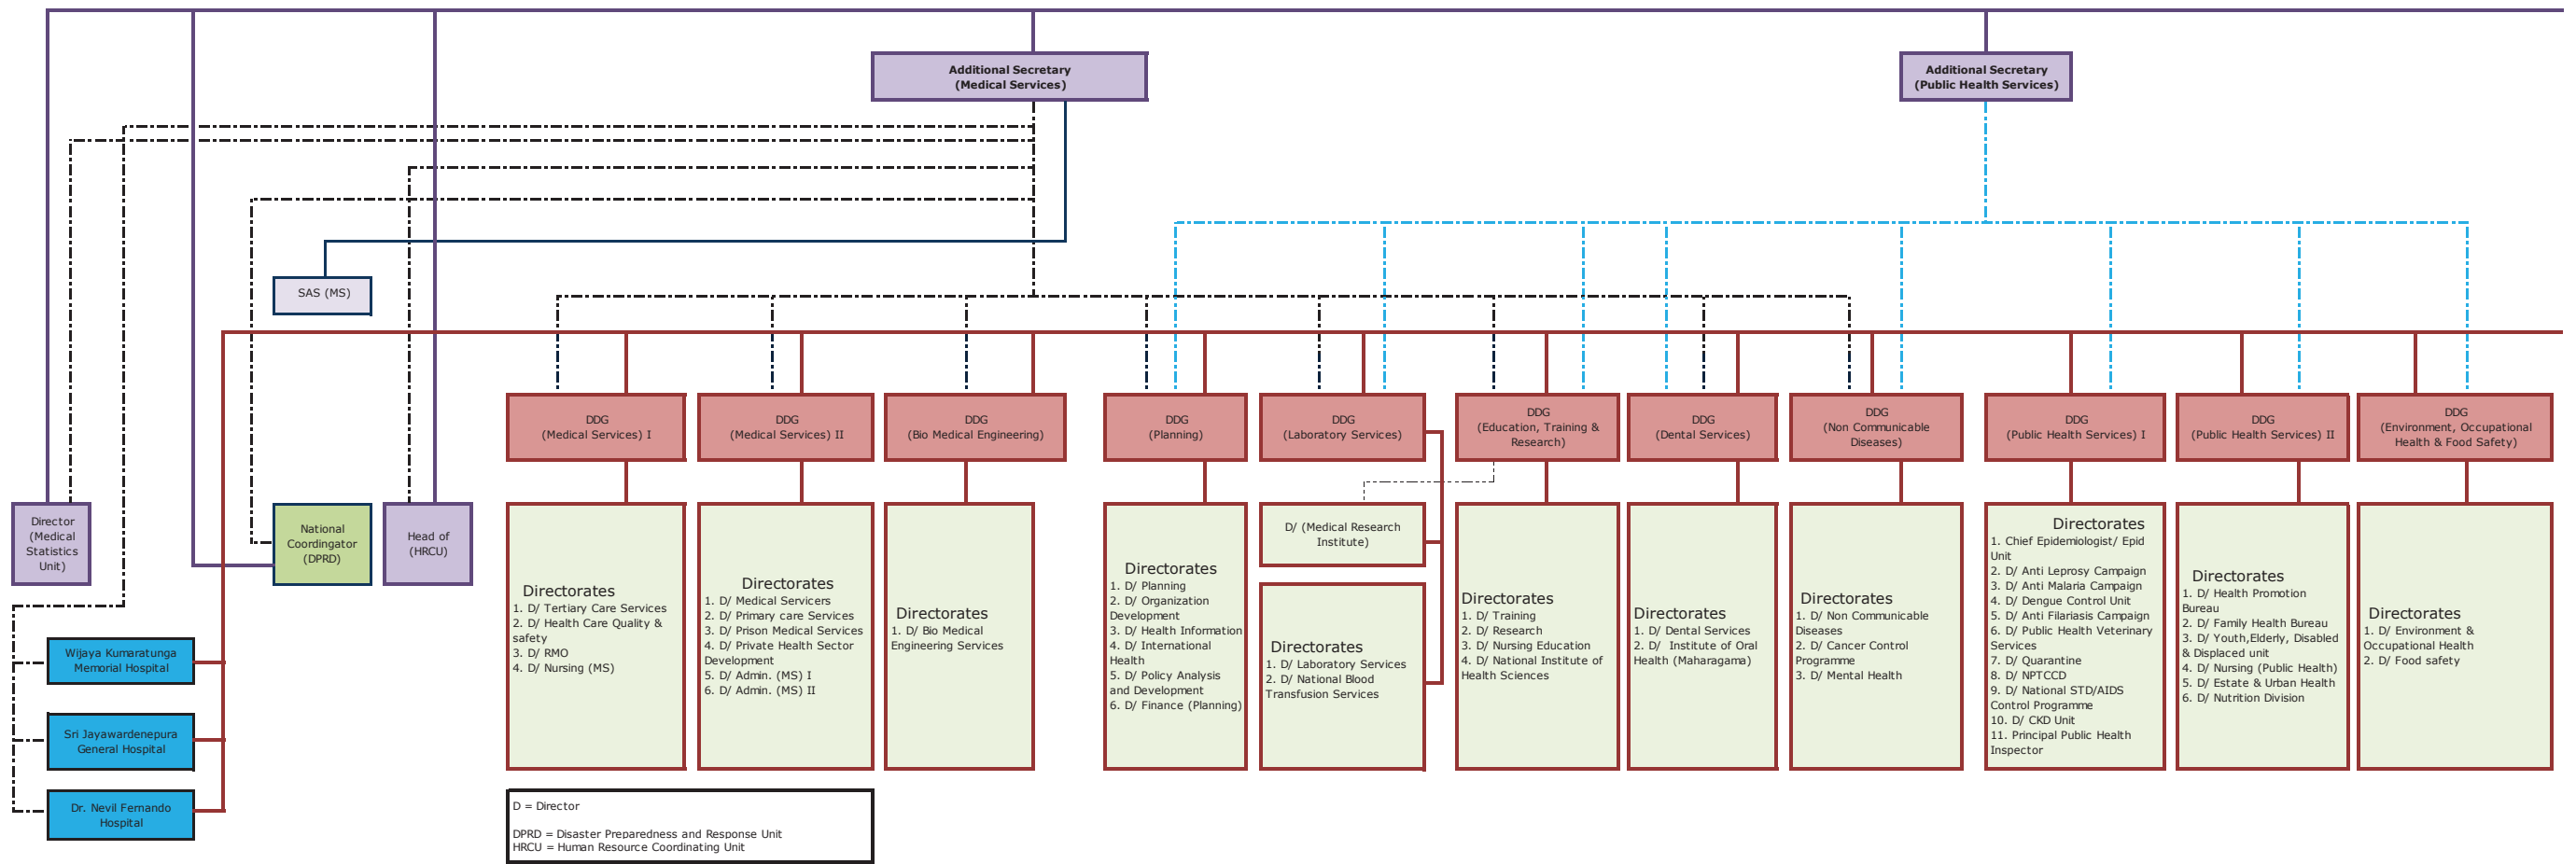 Additional Secretary
(Medical Services)
Additional Secretary
(Public Health Services)
SAS (MS)
DDG
(Medical Services) I
DDG
(Medical Services) II
DDG
(Bio Medical Engineering)
DDG
(Planning)
DDG
(Laboratory Services)
DDG
(Education, Training &
Research)
DDG
(Dental Services)
DDG
(Non Communicable
Diseases)
DDG
(Public Health Services) I
DDG
(Public Health Services) II
DDG
(Environment, Occupational
Health & Food Safety)
Director
(Medical
Statistics
Unit)
National
Coordingator
(DPRD)
Head of
(HRCU)
Directorates
1. D/ Tertiary Care Services
2. D/ Health Care Quality &
safety
3. D/ RMO
4. D/ Nursing (MS)
Directorates
1. D/ Medical Servicers
2. D/ Primary care Services
3. D/ Prison Medical Services
4. D/ Private Health Sector
Development
5. D/ Admin. (MS) I
6. D/ Admin. (MS) II
Directorates
1. D/ Bio Medical
Engineering Services
Directorates
1. D/ Planning
2. D/ Organization
Development
3. D/ Health Information
4. D/ International
Health
5. D/ Policy Analysis
and Development
6. D/ Finance (Planning)
D/ (Medical Research
Institute)
Directorates
1. D/ Laboratory Services
2. D/ National Blood
Transfusion Services
Directorates
1. D/ Training
2. D/ Research
3. D/ Nursing Education
4. D/ National Institute of
Health Sciences
Directorates
1. D/ Dental Services
2. D/ Institute of Oral
Health (Maharagama)
Directorates
1. D/ Non Communicable
Diseases
2. D/ Cancer Control
Programme
3. D/ Mental Health
Directorates
1. Chief Epidemiologist/ Epid
Unit
2. D/ Anti Leprosy Campaign
3. D/ Anti Malaria Campaign
4. D/ Dengue Control Unit
5. D/ Anti Filariasis Campaign
6. D/ Public Health Veterinary
Services
7. D/ Quarantine
8. D/ NPTCCD
9. D/ National STD/AIDS
Control Programme
10. D/ CKD Unit
11. Principal Public Health
Inspector
Directorates
1. D/ Health Promotion
Bureau
2. D/ Family Health Bureau
3. D/ Youth,Elderly, Disabled
& Displaced unit
4. D/ Nursing (Public Health)
5. D/ Estate & Urban Health
6. D/ Nutrition Division
Directorates
1. D/ Environment &
Occupational Health
2. D/ Food safety
Wijaya Kumaratunga
Memorial Hospital
Sri Jayawardenepura
General Hospital
Dr. Nevil Fernando
Hospital
D = Director
DPRD = Disaster Preparedness and Response Unit
HRCU = Human Resource Coordinating Unit